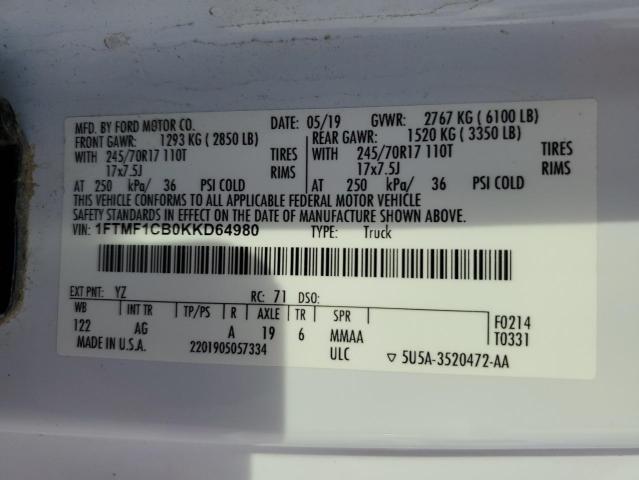 MFD. BY FORD MOTOR CO. DATE: 05/19 GVWR: 2767 KG ( 6100 LB)
FRONT GAWR: 1293 KG ( 2850 LB) REAR GAWR: 1520 KG ( 3350 LB)
WITH 245/70R17 110T TIRES WITH 245/70R17 110T TIRES
17x7.5J RIMS 17x7.5J RIMS
AT 250 kPa/ 36 PSI COLD AT 250 kPa/ 36 PSI COLD
THIS VEHICLE CONFORMS TO ALL APPLICABLE FEDERAL MOTOR VEHICLE
SAFETY STANDARDS IN EFFECT ON THE DATE OF MANUFACTURE SHOWN ABOVE.
VIN: 1FTMF1CB0KKD64980 TYPE: Truck
EXT PNT: YZ RC: 71 DSO:
WB INT TR TP/PS R AXLE TR SPR
122 AG A 19 6 MMAA
F0214
T0331
MADE IN U.S.A. 2201905057334 ULC ▽ 5U5A-3520472-AA